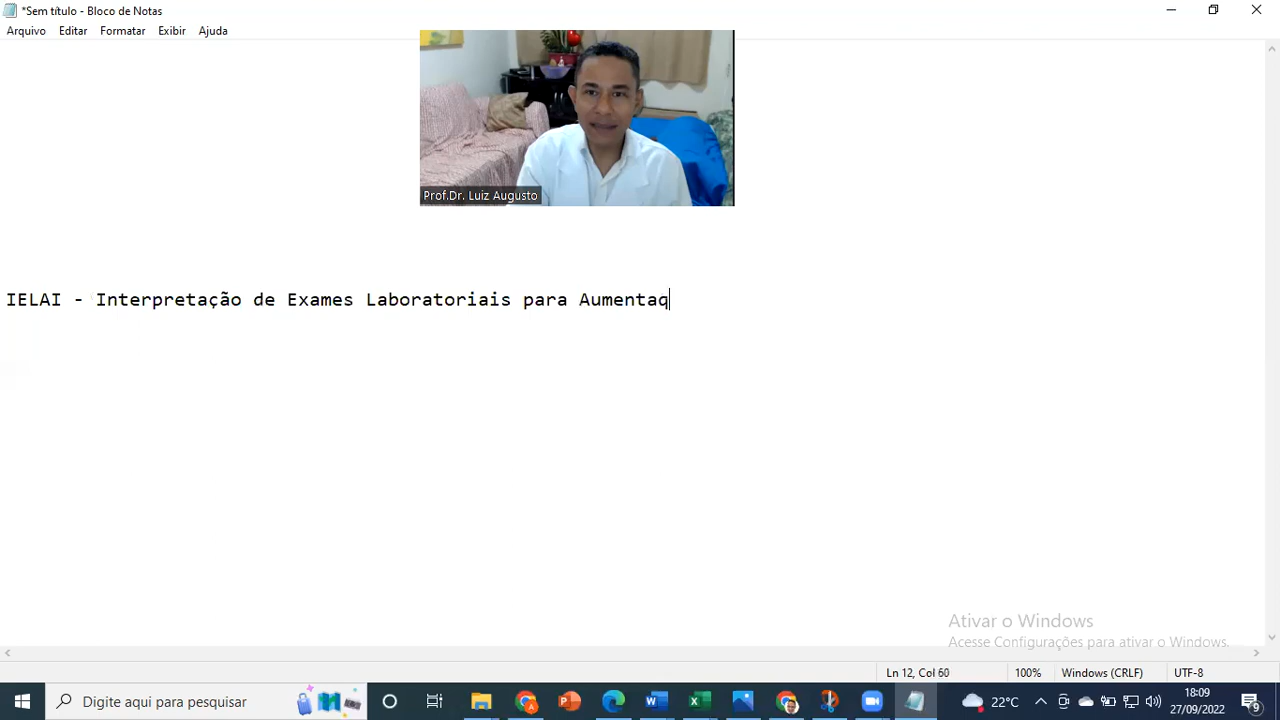 *Sem título - Bloco de Notas
Arquivo Editar Formatar Exibir Ajuda
Prof.Dr. Luiz Augusto
IELAI - Interpretação de Exames Laboratoriais para Aumentaq
Ativar o Windows
Acesse Configurações para ativar o Windows.
Ln 12, Col 60 100% Windows (CRLF) UTF-8
Digite aqui para pesquisar 22°C 18:09
27/09/2022 9